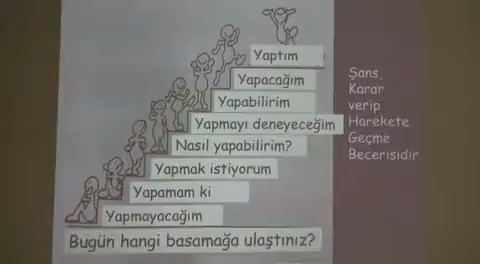 Yaptım
Yapacağım
Yapabilirim
Yapmayı deneyeceğim
Nasıl yapabilirim?
Yapmak istiyorum
Yapamam ki
Yapmayacağım
Bugün hangi basamağa ulaştınız?
Şans,
Karar
verip
Harekete
Geçme
Becerisidir.